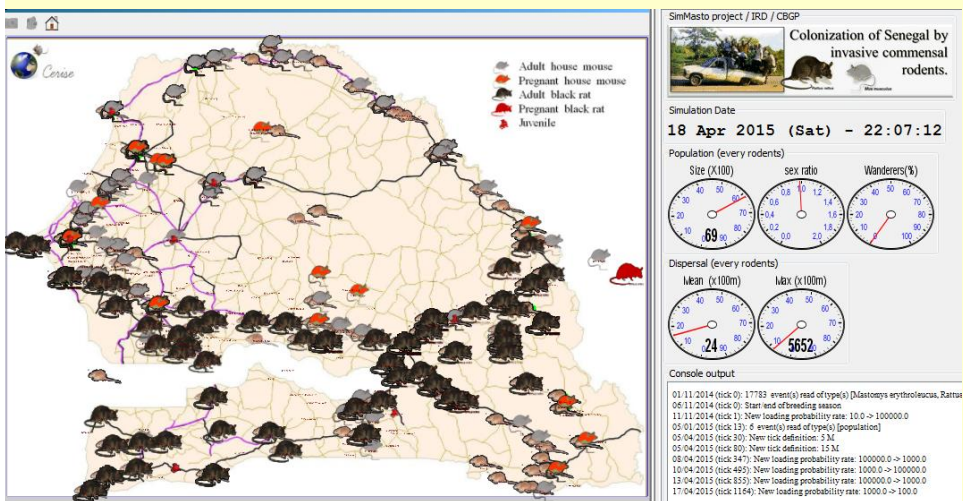 Cerise
Adult house mouse
Pregnant house mouse
Adult black rat
Pregnant black rat
Juvenile
SimMasto project / IRD / CBGP
Colonization of Senegal by
invasive commensal
rodents.
Simulation Date
18 Apr 2015 (Sat) - 22:07:12
Population (every rodents)
Size (X100)
sex ratio
Wanderers(%)
69
Dispersal (every rodents)
Mean (x100m)
Max (x100m)
24
5652
Console output
01/11/2014 (tick 0): 17783 event(s) read of type(s) [Mastomys erythroleucus, Rattus
06/11/2014 (tick 0): Start/end of breeding season
11/11/2014 (tick 1): New loading probability rate: 10.0 -> 100000.0
05/01/2015 (tick 13): 6 event(s) read of type(s) [population]
05/04/2015 (tick 30): New tick definition: 5 M
05/04/2015 (tick 80): New tick definition: 15 M
08/04/2015 (tick 347): New loading probability rate: 100000.0 -> 1000.0
10/04/2015 (tick 495): New loading probability rate: 1000.0 -> 100000.0
13/04/2015 (tick 855): New loading probability rate: 100000.0 -> 1000.0
17/04/2015 (tick 1164): New loading probability rate: 1000.0 -> 100.0